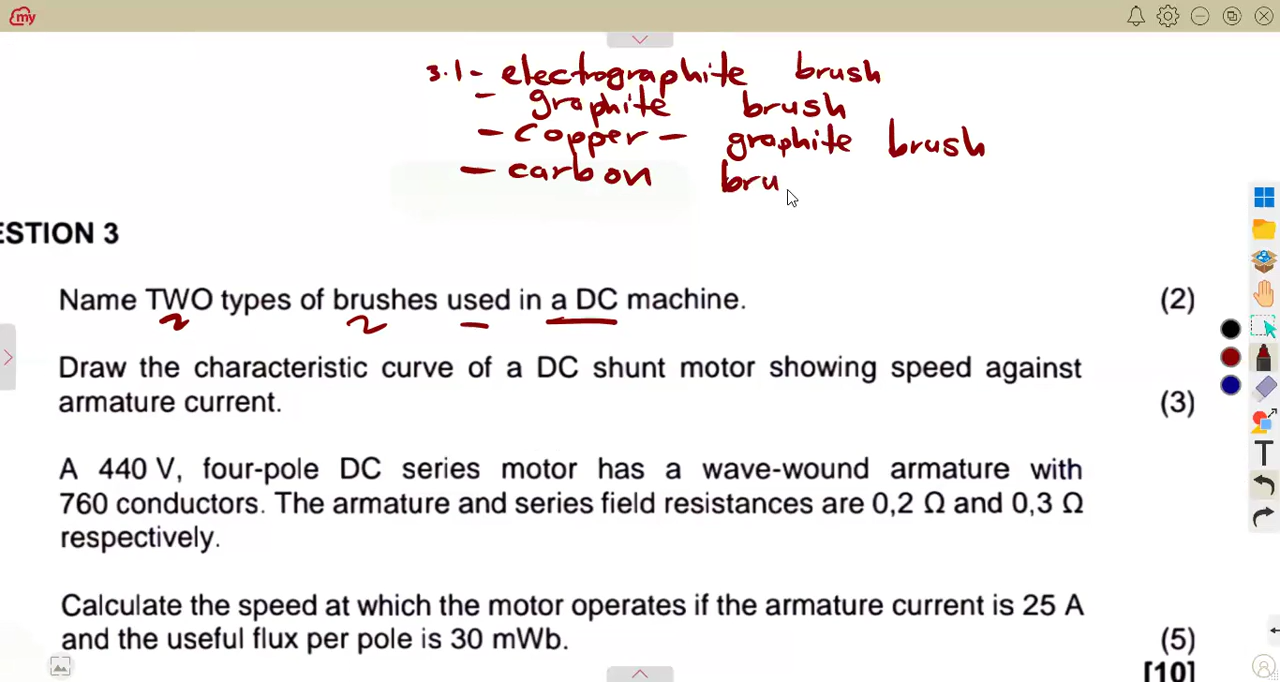 my
3.1 - electrographite brush
- graphite brush
- copper - graphite brush
- carbon bru
ESTION 3
Name TWO types of brushes used in a DC machine. (2)
Draw the characteristic curve of a DC shunt motor showing speed against
armature current. (3)
A 440 V, four-pole DC series motor has a wave-wound armature with
760 conductors. The armature and series field resistances are 0,2 Ω and 0,3 Ω
respectively.
Calculate the speed at which the motor operates if the armature current is 25 A
and the useful flux per pole is 30 mWb. (5)
[10]
T